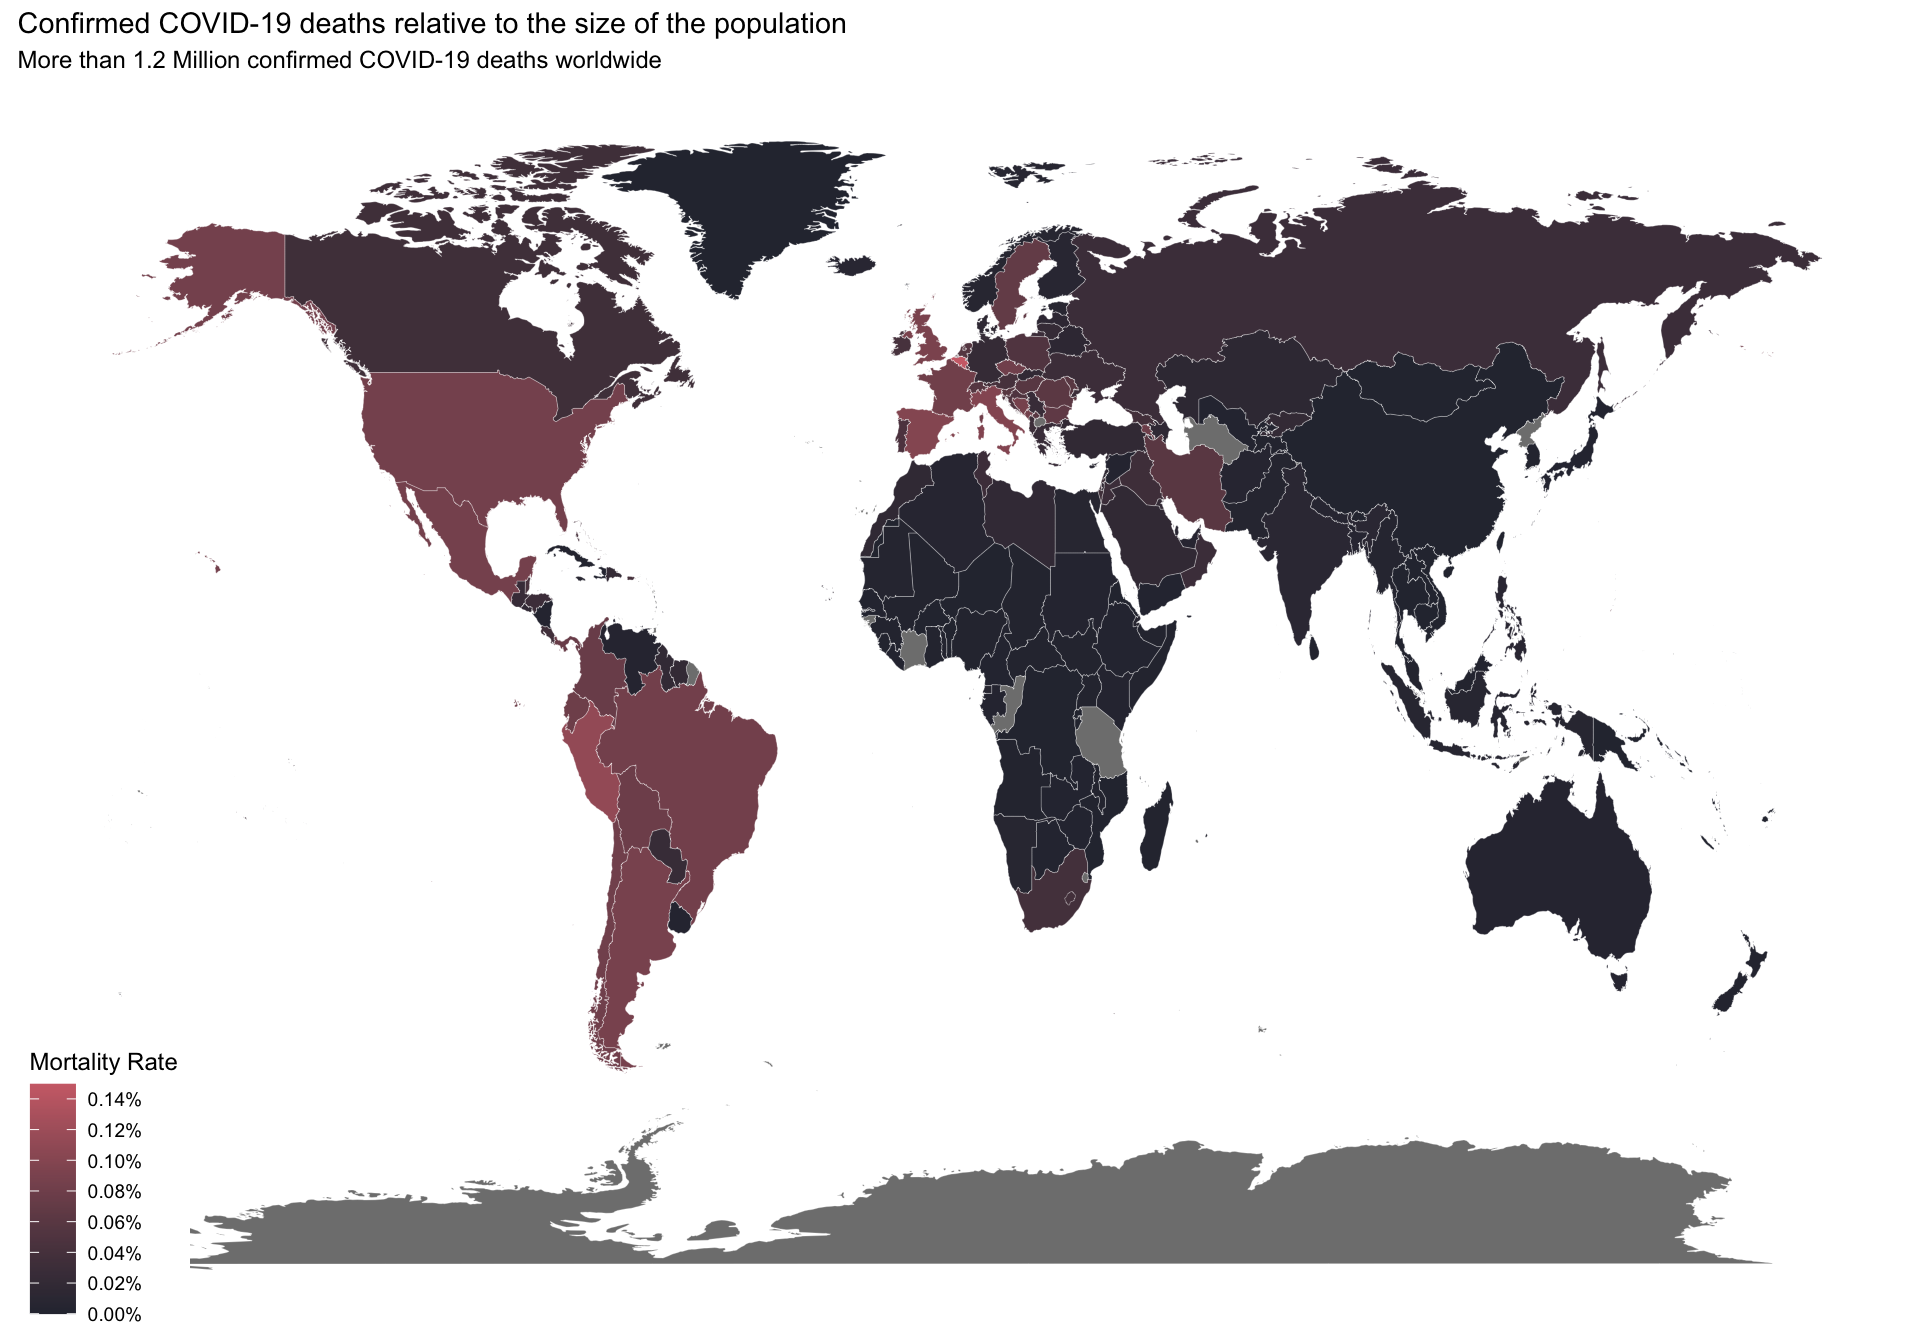 Confirmed COVID-19 deaths relative to the size of the population
More than 1.2 Million confirmed COVID-19 deaths worldwide
Mortality Rate
0.14%
0.12%
0.10%
0.08%
0.06%
0.04%
0.02%
0.00%